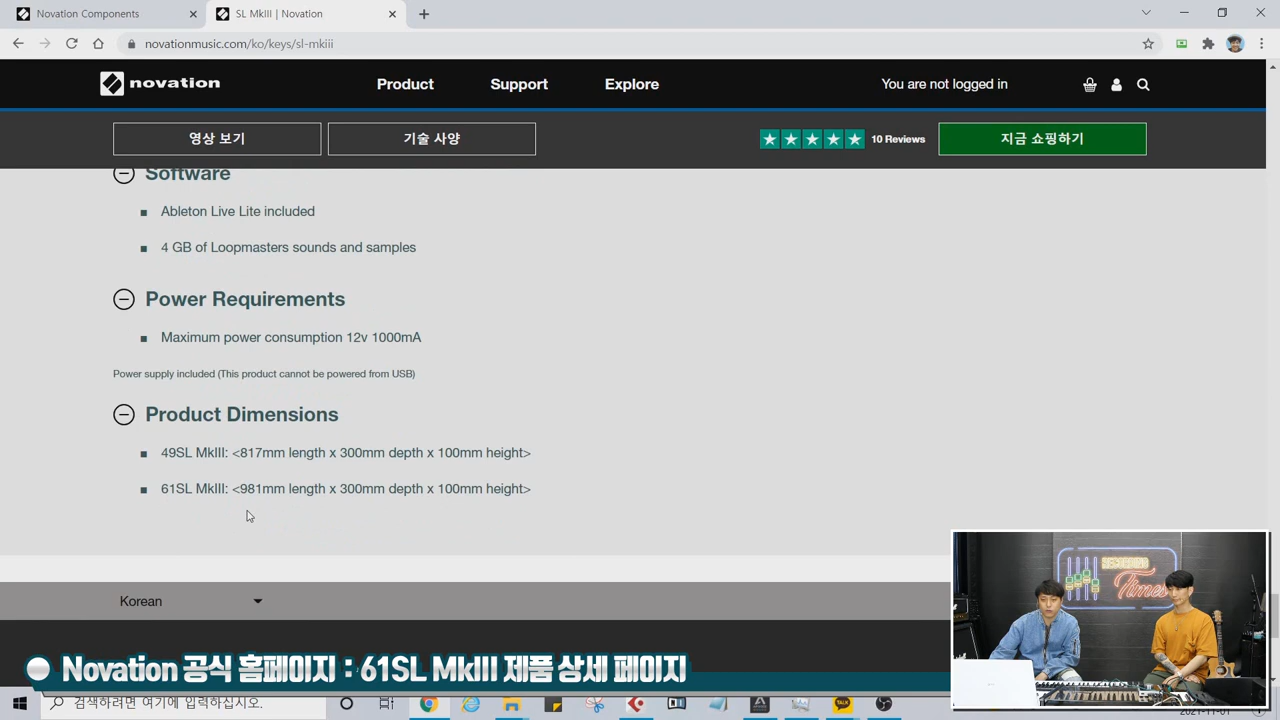 Novation Components
SL MkIII | Novation
novationmusic.com/ko/keys/sl-mkiii
novation
Product
Support
Explore
You are not logged in
영상 보기
기술 사양
10 Reviews
지금 쇼핑하기
Software
Ableton Live Lite included
4 GB of Loopmasters sounds and samples
Power Requirements
Maximum power consumption 12v 1000mA
Power supply included (This product cannot be powered from USB)
Product Dimensions
49SL MkIII: <817mm length x 300mm depth x 100mm height>
61SL MkIII: <981mm length x 300mm depth x 100mm height>
Korean
RECORDING
Times
Novation 공식 홈페이지 : 61SL MkIII 제품 상세 페이지
검색하려면 여기에 입력하십시오.
2021-11-01